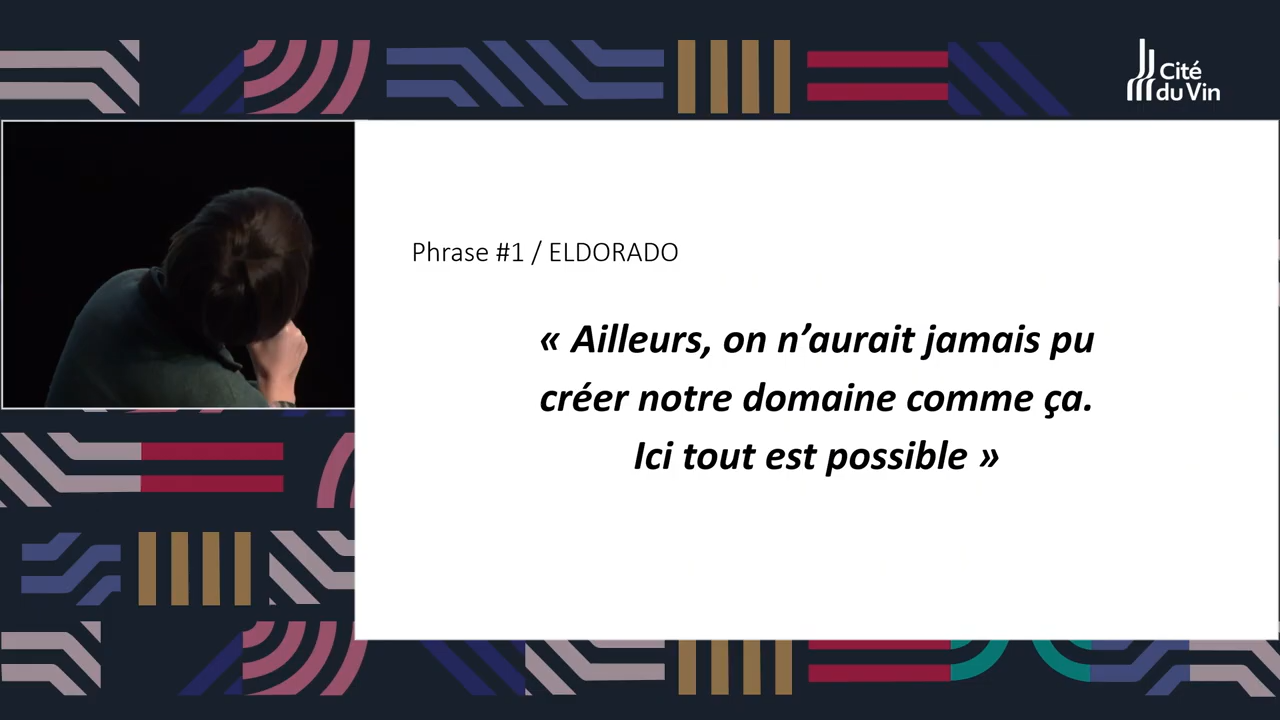 Cité
du Vin
Phrase #1 / ELDORADO
« Ailleurs, on n’aurait jamais pu
créer notre domaine comme ça.
Ici tout est possible »